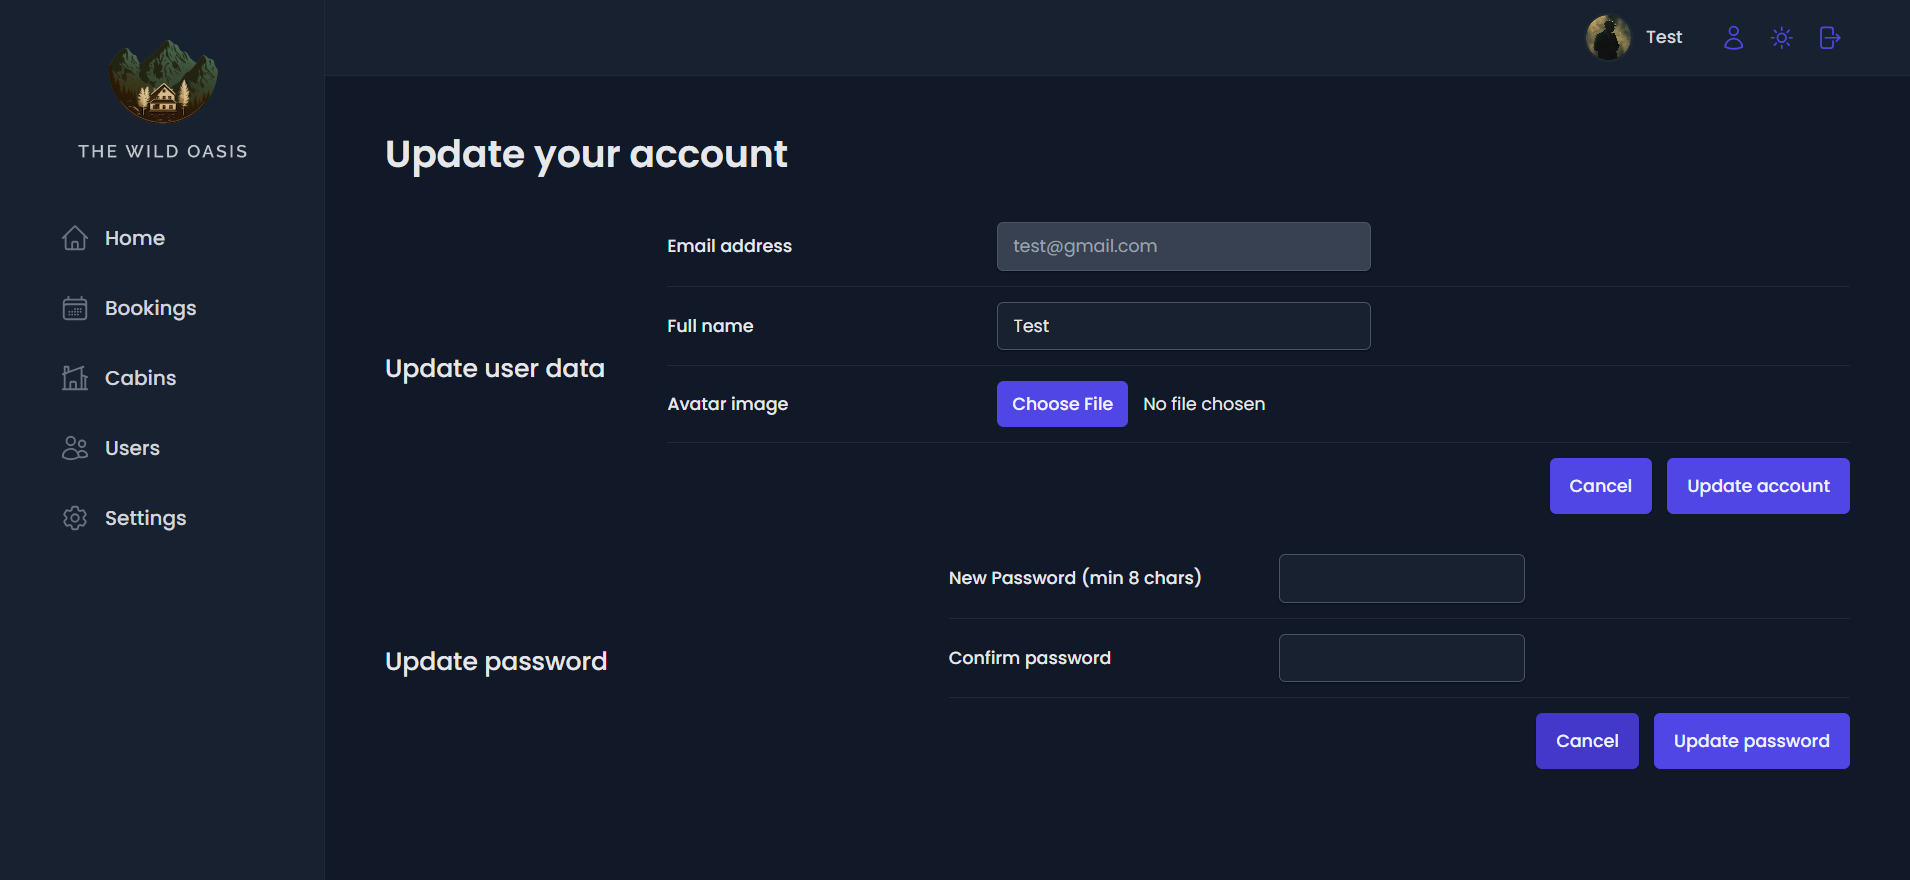 THE WILD OASIS
Home
Bookings
Cabins
Users
Settings
Test
Update your account
Update user data
Email address
test@gmail.com
Full name
Test
Avatar image
Choose File
No file chosen
Cancel
Update account
Update password
New Password (min 8 chars)
Confirm password
Cancel
Update password